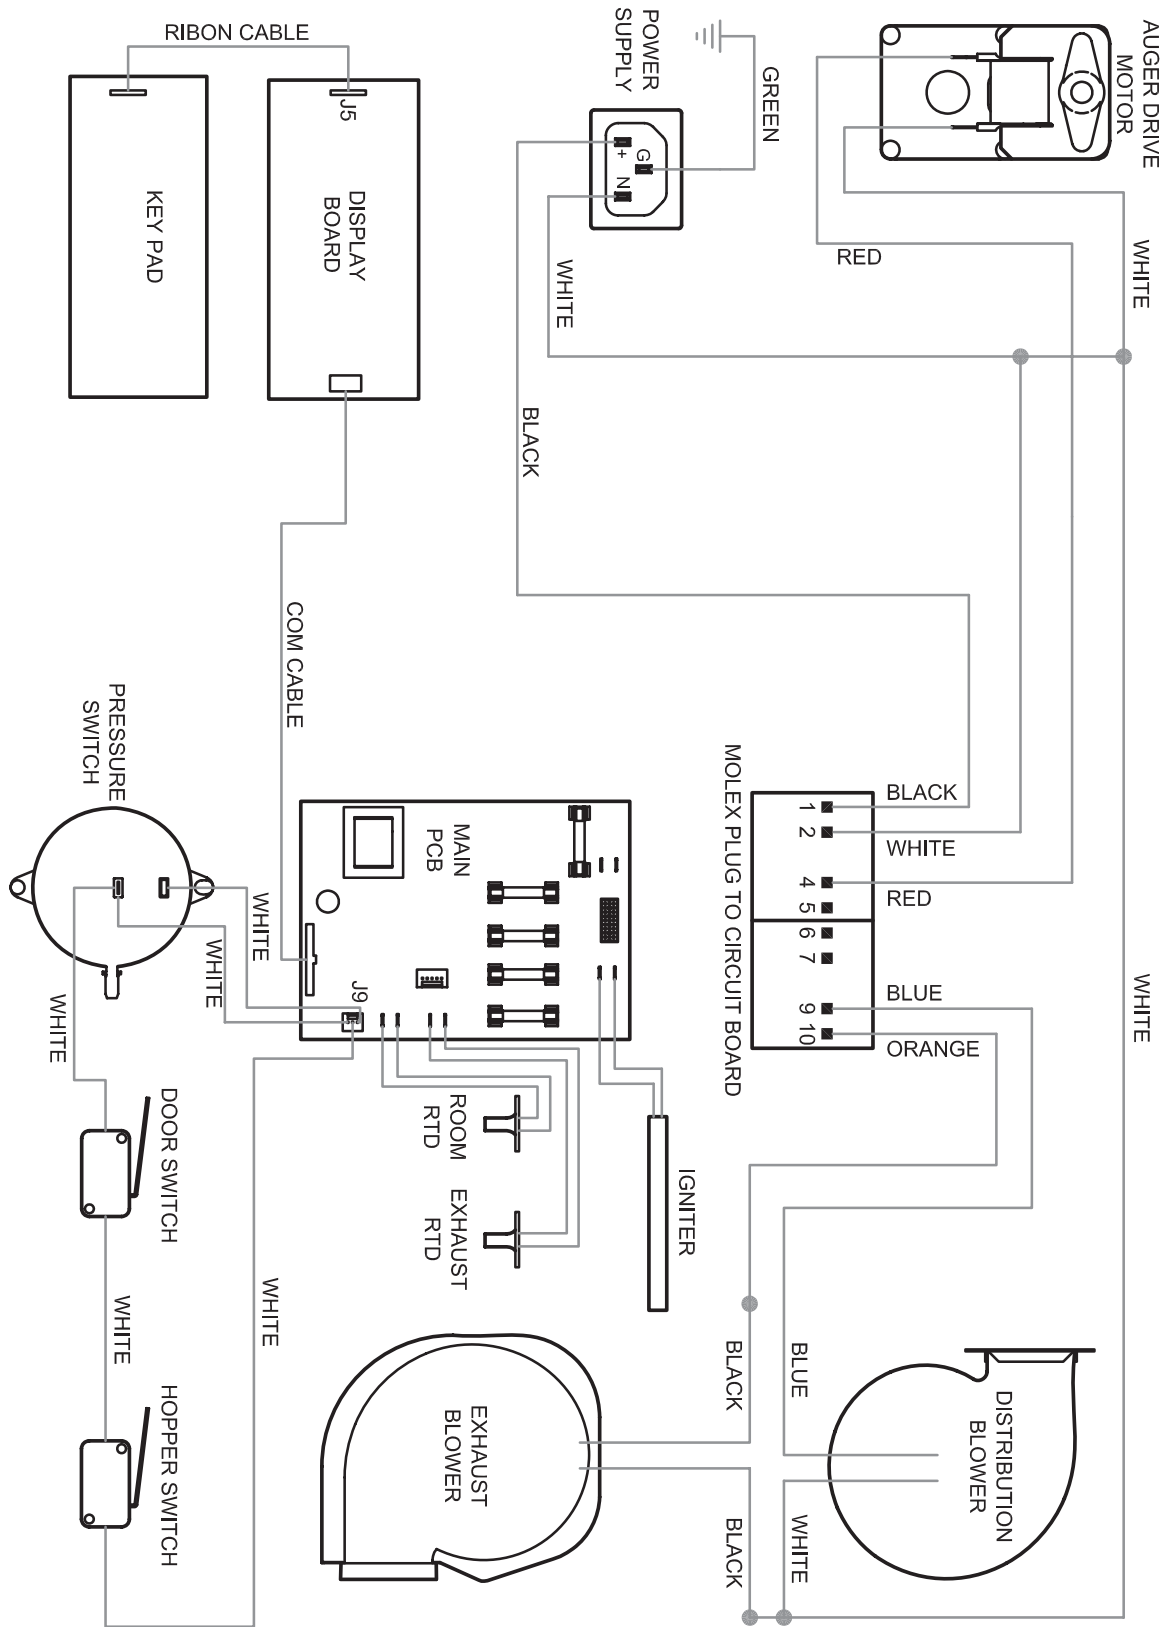 RIBON CABLE
KEY PAD
J5
DISPLAY
BOARD
POWER
SUPPLY
GREEN
+
G
N
WHITE
BLACK
AUGER DRIVE
MOTOR
RED
WHITE
COM CABLE
PRESSURE
SWITCH
WHITE
WHITE
WHITE
MAIN
PCB
J9
MOLEX PLUG TO CIRCUIT BOARD
1
2
4
5
6
7
9
10
BLACK
WHITE
RED
BLUE
ORANGE
WHITE
DOOR SWITCH
WHITE
HOPPER SWITCH
WHITE
ROOM
RTD
EXHAUST
RTD
IGNITER
EXHAUST
BLOWER
BLACK
BLACK
BLUE
WHITE
DISTRIBUTION
BLOWER